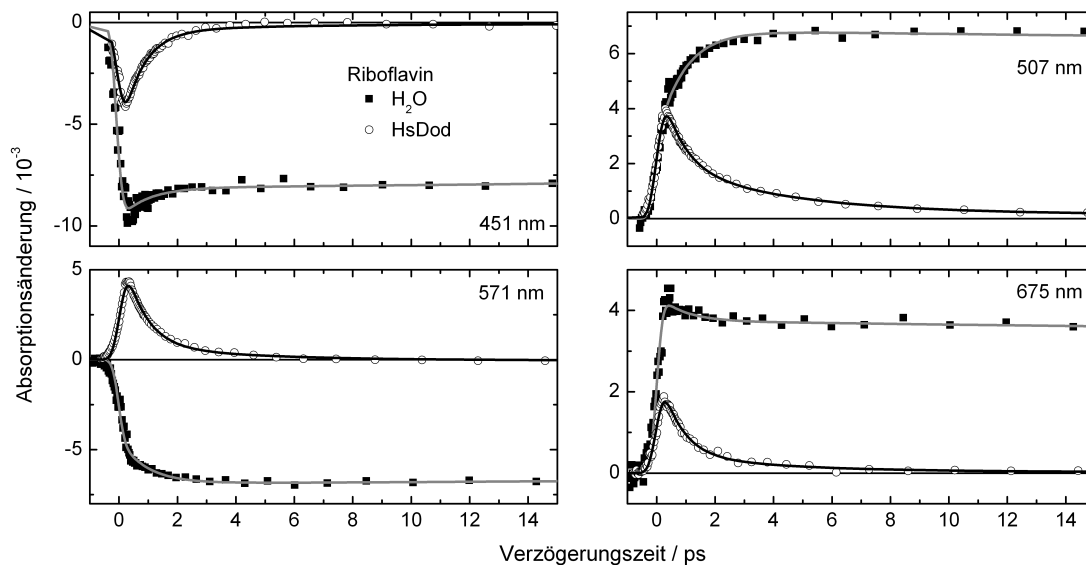 0
-5
-10
Riboflavin
H₂O
HsDod
451 nm
8
6
4
2
0
507 nm
5
0
-5
571 nm
0 2 4 6 8 10 12 14
4
2
0
675 nm
0 2 4 6 8 10 12 14
Absorptionsänderung / 10⁻³
Verzögerungszeit / ps